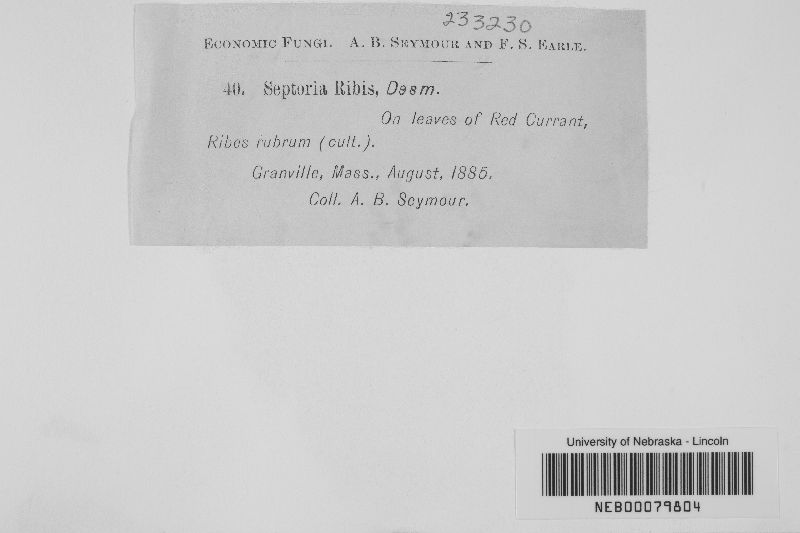 233230
Economic Fungi. A. B. Seymour and F. S. Earle.
40. Septoria Ribis, Desm.
On leaves of Red Currant,
Ribes rubrum (cult.).
Granville, Mass., August, 1885.
Coll. A. B. Seymour.
University of Nebraska - Lincoln
NEB00079804